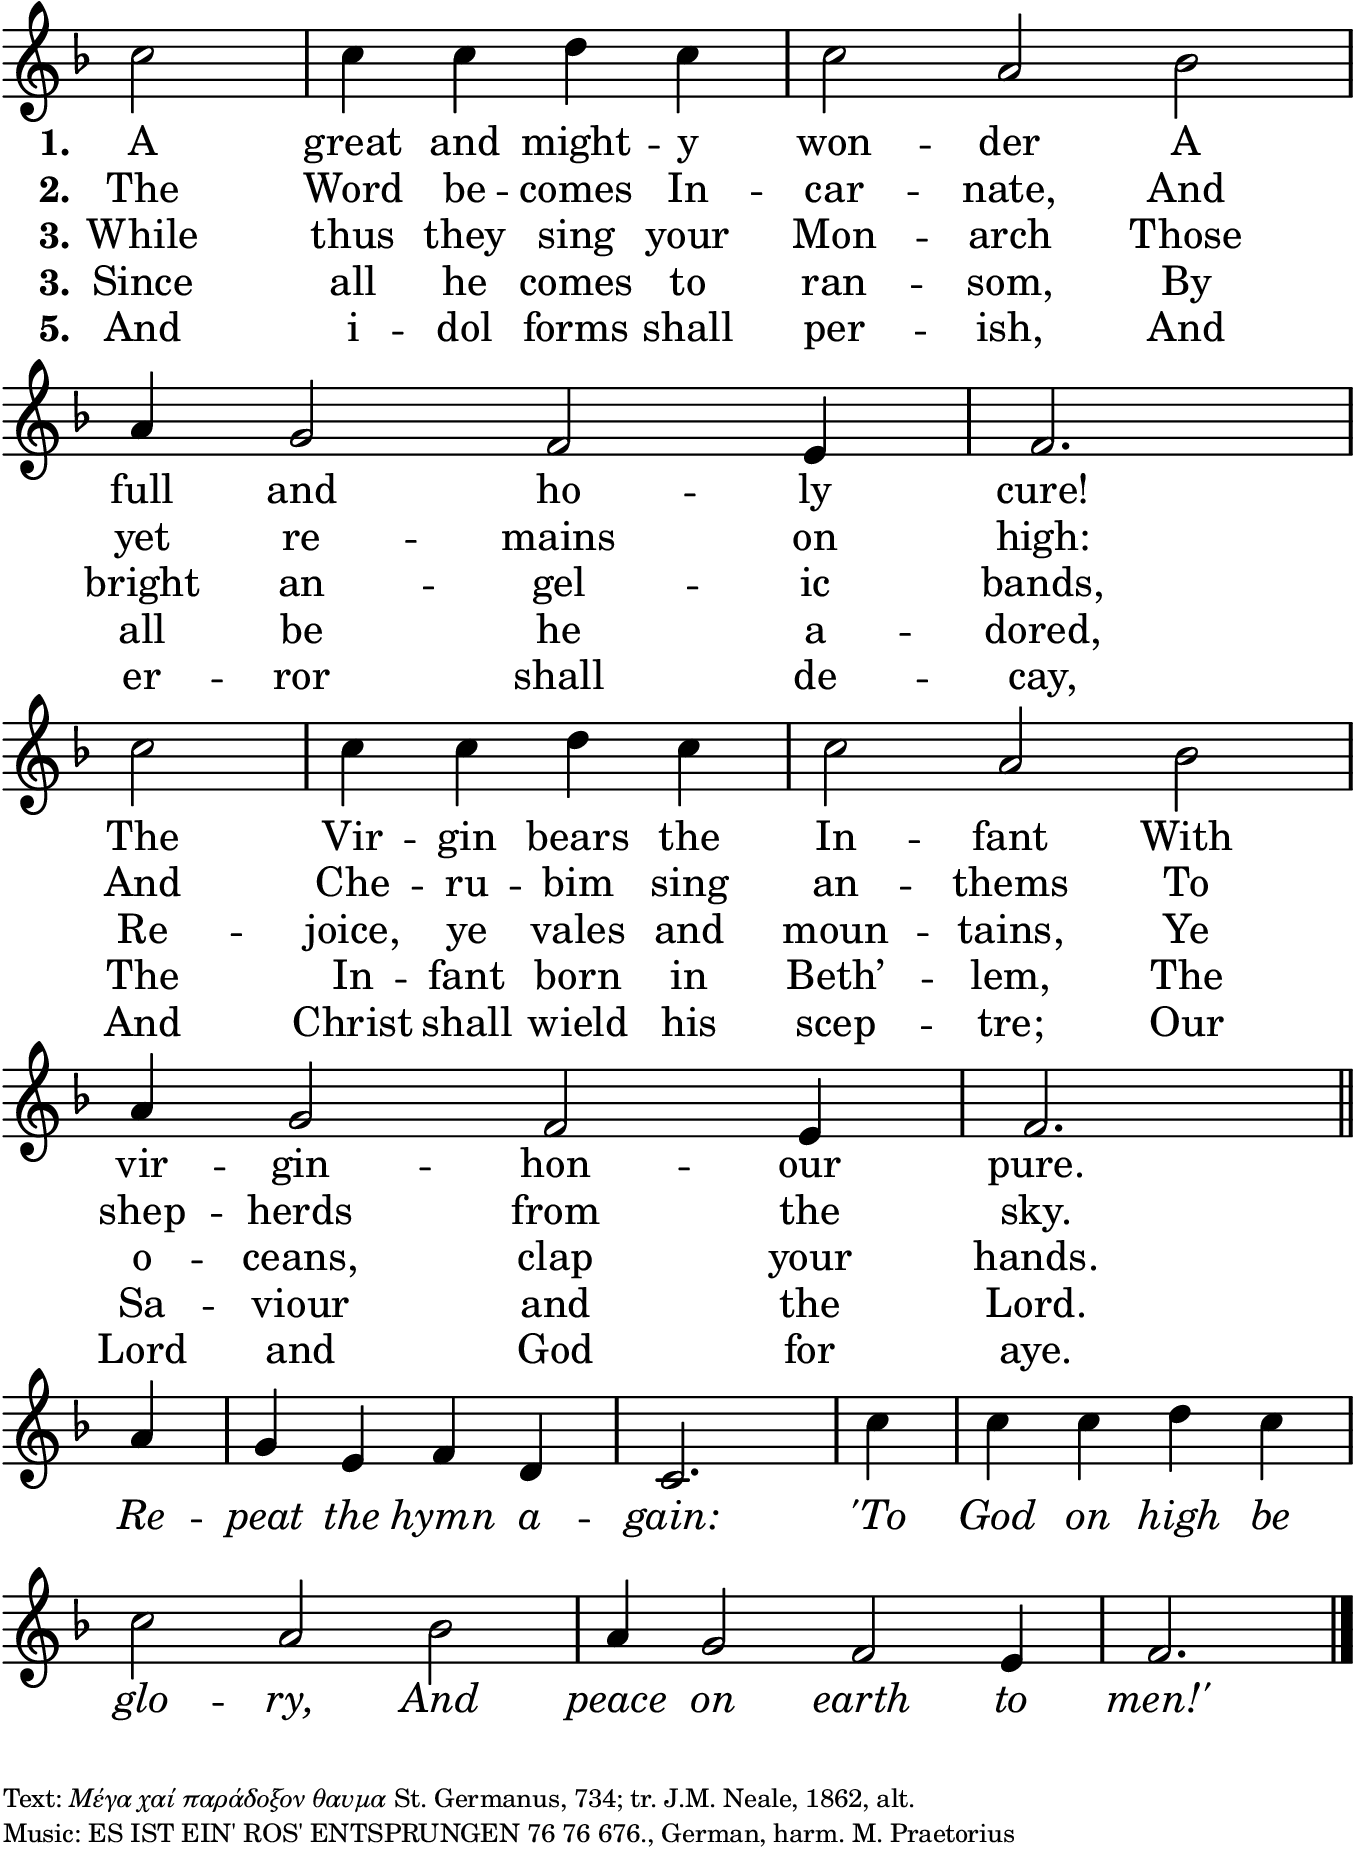 1. A great and might -- y won -- der A
2. The Word be -- comes In -- car -- nate, And
3. While thus they sing your Mon -- arch Those
3. Since all he comes to ran -- som, By
5. And i -- dol forms shall per -- ish, And
full and ho -- ly cure!
yet re -- mains on high:
bright an -- gel -- ic bands,
all be he a -- dored,
er -- ror shall de -- cay,
The Vir -- gin bears the In -- fant With
And Che -- ru -- bim sing an -- thems To
Re -- joice, ye vales and moun -- tains, Ye
The In -- fant born in Beth’ -- lem, The
And Christ shall wield his scep -- tre; Our
vir -- gin -- hon -- our pure.
shep -- herds from the sky.
o -- ceans, clap your hands.
Sa -- viour and the Lord.
Lord and God for aye.
Re -- peat the hymn a -- gain: 'To God on high be
glo -- ry, And peace on earth to men!'
Text: Μέγα χαί παράδοξον θαυμα St. Germanus, 734; tr. J.M. Neale, 1862, alt.
Music: ES IST EIN' ROS' ENTSPRUNGEN 76 76 676., German, harm. M. Praetorius